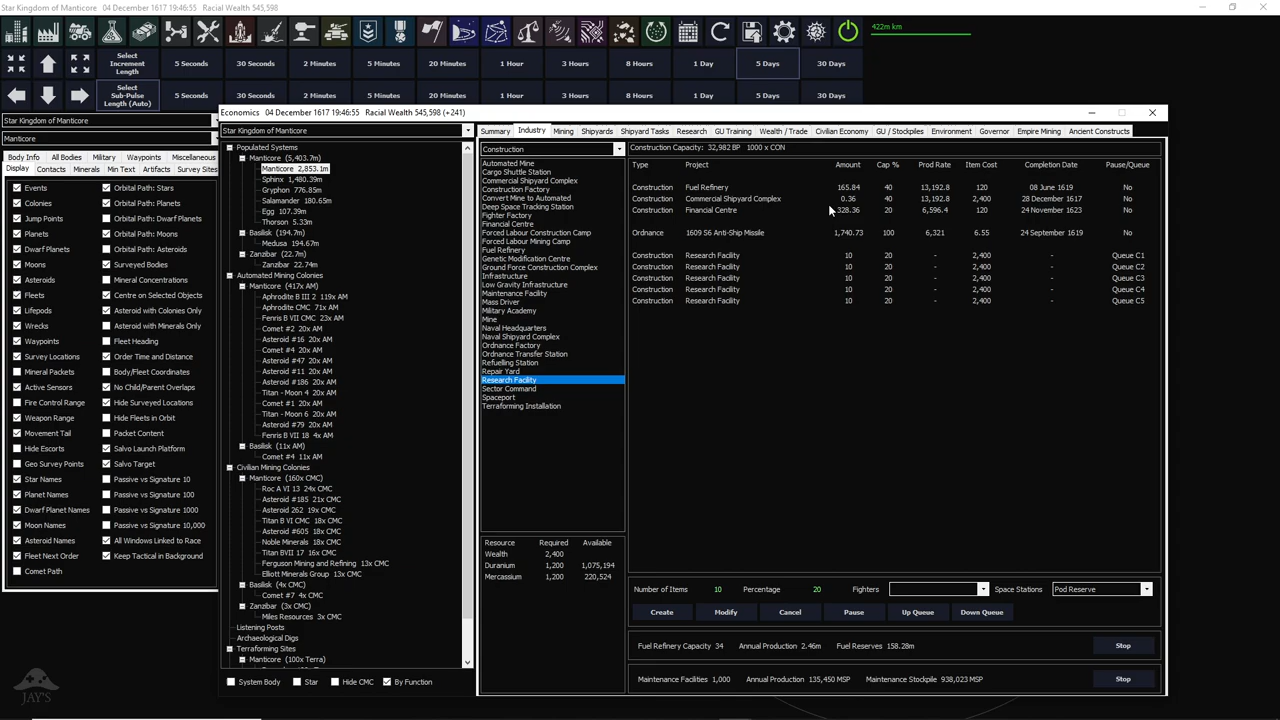 Star Kingdom of Manticore 04 December 1617 19:46:55 Racial Wealth 545,598
422m km
Select Increment Length 5 Seconds 30 Seconds 2 Minutes 5 Minutes 20 Minutes 1 Hour 3 Hours 8 Hours 1 Day 5 Days 30 Days
Select Sub-Pulse Length (Auto) 5 Seconds 30 Seconds 2 Minutes 5 Minutes 20 Minutes 1 Hour 3 Hours 8 Hours 1 Day 5 Days 30 Days
Star Kingdom of Manticore
Manticore
Body Info All Bodies Military Waypoints Miscellaneous
Display Contacts Minerals Min Text Artifacts Survey Sites
Events Orbital Path: Stars
Colonies Orbital Path: Planets
Jump Points Orbital Path: Dwarf Planets
Planets Orbital Path: Moons
Dwarf Planets Orbital Path: Asteroids
Moons Surveyed Bodies
Asteroids Mineral Concentrations
Fleets Centre on Selected Objects
Lifepods Asteroid with Colonies Only
Wrecks Asteroid with Minerals Only
Waypoints Fleet Heading
Survey Locations Order Time and Distance
Mineral Packets Body/Fleet Coordinates
Active Sensors No Child/Parent Overlaps
Fire Control Range Hide Surveyed Locations
Weapon Range Hide Fleets in Orbit
Movement Tail Packet Content
Hide Escorts Salvo Launch Platform
Geo Survey Points Salvo Target
Star Names Passive vs Signature 10
Planet Names Passive vs Signature 100
Dwarf Planet Names Passive vs Signature 1000
Moon Names Passive vs Signature 10,000
Asteroid Names All Windows Linked to Race
Fleet Next Order Keep Tactical in Background
Comet Path
JAY'S
Economics 04 December 1617 19:46:55 Racial Wealth 545,598 (+241)
Star Kingdom of Manticore
Populated Systems
Manticore (5,403.7m)
Manticore 2,853.1m
Sphinx 1,480.39m
Gryphon 776.85m
Salamander 180.65m
Egg 107.39m
Thorson 5.33m
Basilisk (194.7m)
Medusa 194.67m
Zanzibar (22.7m)
Zanzibar 22.74m
Automated Mining Colonies
Manticore (417x AM)
Aphrodite B III 2 119x AM
Aphrodite CMC 71x AM
Fenris B VII CMC 23x AM
Comet #2 20x AM
Asteroid #16 20x AM
Comet #4 20x AM
Asteroid #47 20x AM
Asteroid #11 20x AM
Asteroid #186 20x AM
Titan - Moon 4 20x AM
Comet #1 20x AM
Titan - Moon 6 20x AM
Asteroid #79 20x AM
Fenris B VII 18 4x AM
Basilisk (11x AM)
Comet #4 11x AM
Civilian Mining Colonies
Manticore (160x CMC)
Roc A VI 13 24x CMC
Asteroid #185 21x CMC
Asteroid 262 19x CMC
Titan B VI CMC 18x CMC
Asteroid #605 18x CMC
Noble Minerals 18x CMC
Titan BVII 17 16x CMC
Ferguson Mining and Refining 13x CMC
Elliott Minerals Group 13x CMC
Basilisk (4x CMC)
Comet #7 4x CMC
Zanzibar (3x CMC)
Miles Resources 3x CMC
Listening Posts
Archaeological Digs
Terraforming Sites
Manticore (100x Terra)
System Body Star Hide CMC By Function
Summary Industry Mining Shipyards Shipyard Tasks Research GU Training Wealth / Trade Civilian Economy GU / Stockpiles Environment Governor Empire Mining Ancient Constructs
Construction
Automated Mine
Cargo Shuttle Station
Commercial Shipyard Complex
Construction Factory
Convert Mine to Automated
Deep Space Tracking Station
Fighter Factory
Financial Centre
Forced Labour Construction Camp
Forced Labour Mining Camp
Fuel Refinery
Genetic Modification Centre
Ground Force Construction Complex
Infrastructure
Low Gravity Infrastructure
Maintenance Facility
Mass Driver
Military Academy
Mine
Naval Headquarters
Naval Shipyard Complex
Ordnance Factory
Ordnance Transfer Station
Refuelling Station
Repair Yard
Research Facility
Sector Command
Spaceport
Terraforming Installation
Resource Required Available
Wealth 2,400
Duranium 1,200 1,075,194
Mercassium 1,200 220,524
Construction Capacity: 32,982 BP 1000 x CON
Type Project Amount Cap % Prod Rate Item Cost Completion Date Pause/Queue
Construction Fuel Refinery 165.84 40 13,192.8 120 08 June 1619 No
Construction Commercial Shipyard Complex 0.36 40 13,192.8 2,400 28 December 1617 No
Construction Financial Centre 328.36 20 6,596.4 120 24 November 1623 No
Ordnance 1609 S6 Anti-Ship Missile 1,740.73 100 6,321 6.55 24 September 1619 No
Construction Research Facility 10 20 - 2,400 - Queue C1
Construction Research Facility 10 20 - 2,400 - Queue C2
Construction Research Facility 10 20 - 2,400 - Queue C3
Construction Research Facility 10 20 - 2,400 - Queue C4
Construction Research Facility 10 20 - 2,400 - Queue C5
Number of Items 10 Percentage 20 Fighters Space Stations Pod Reserve
Create Modify Cancel Pause Up Queue Down Queue
Fuel Refinery Capacity 34 Annual Production 2.46m Fuel Reserves 158.28m Stop
Maintenance Facilities 1,000 Annual Production 135,450 MSP Maintenance Stockpile 938,023 MSP Stop